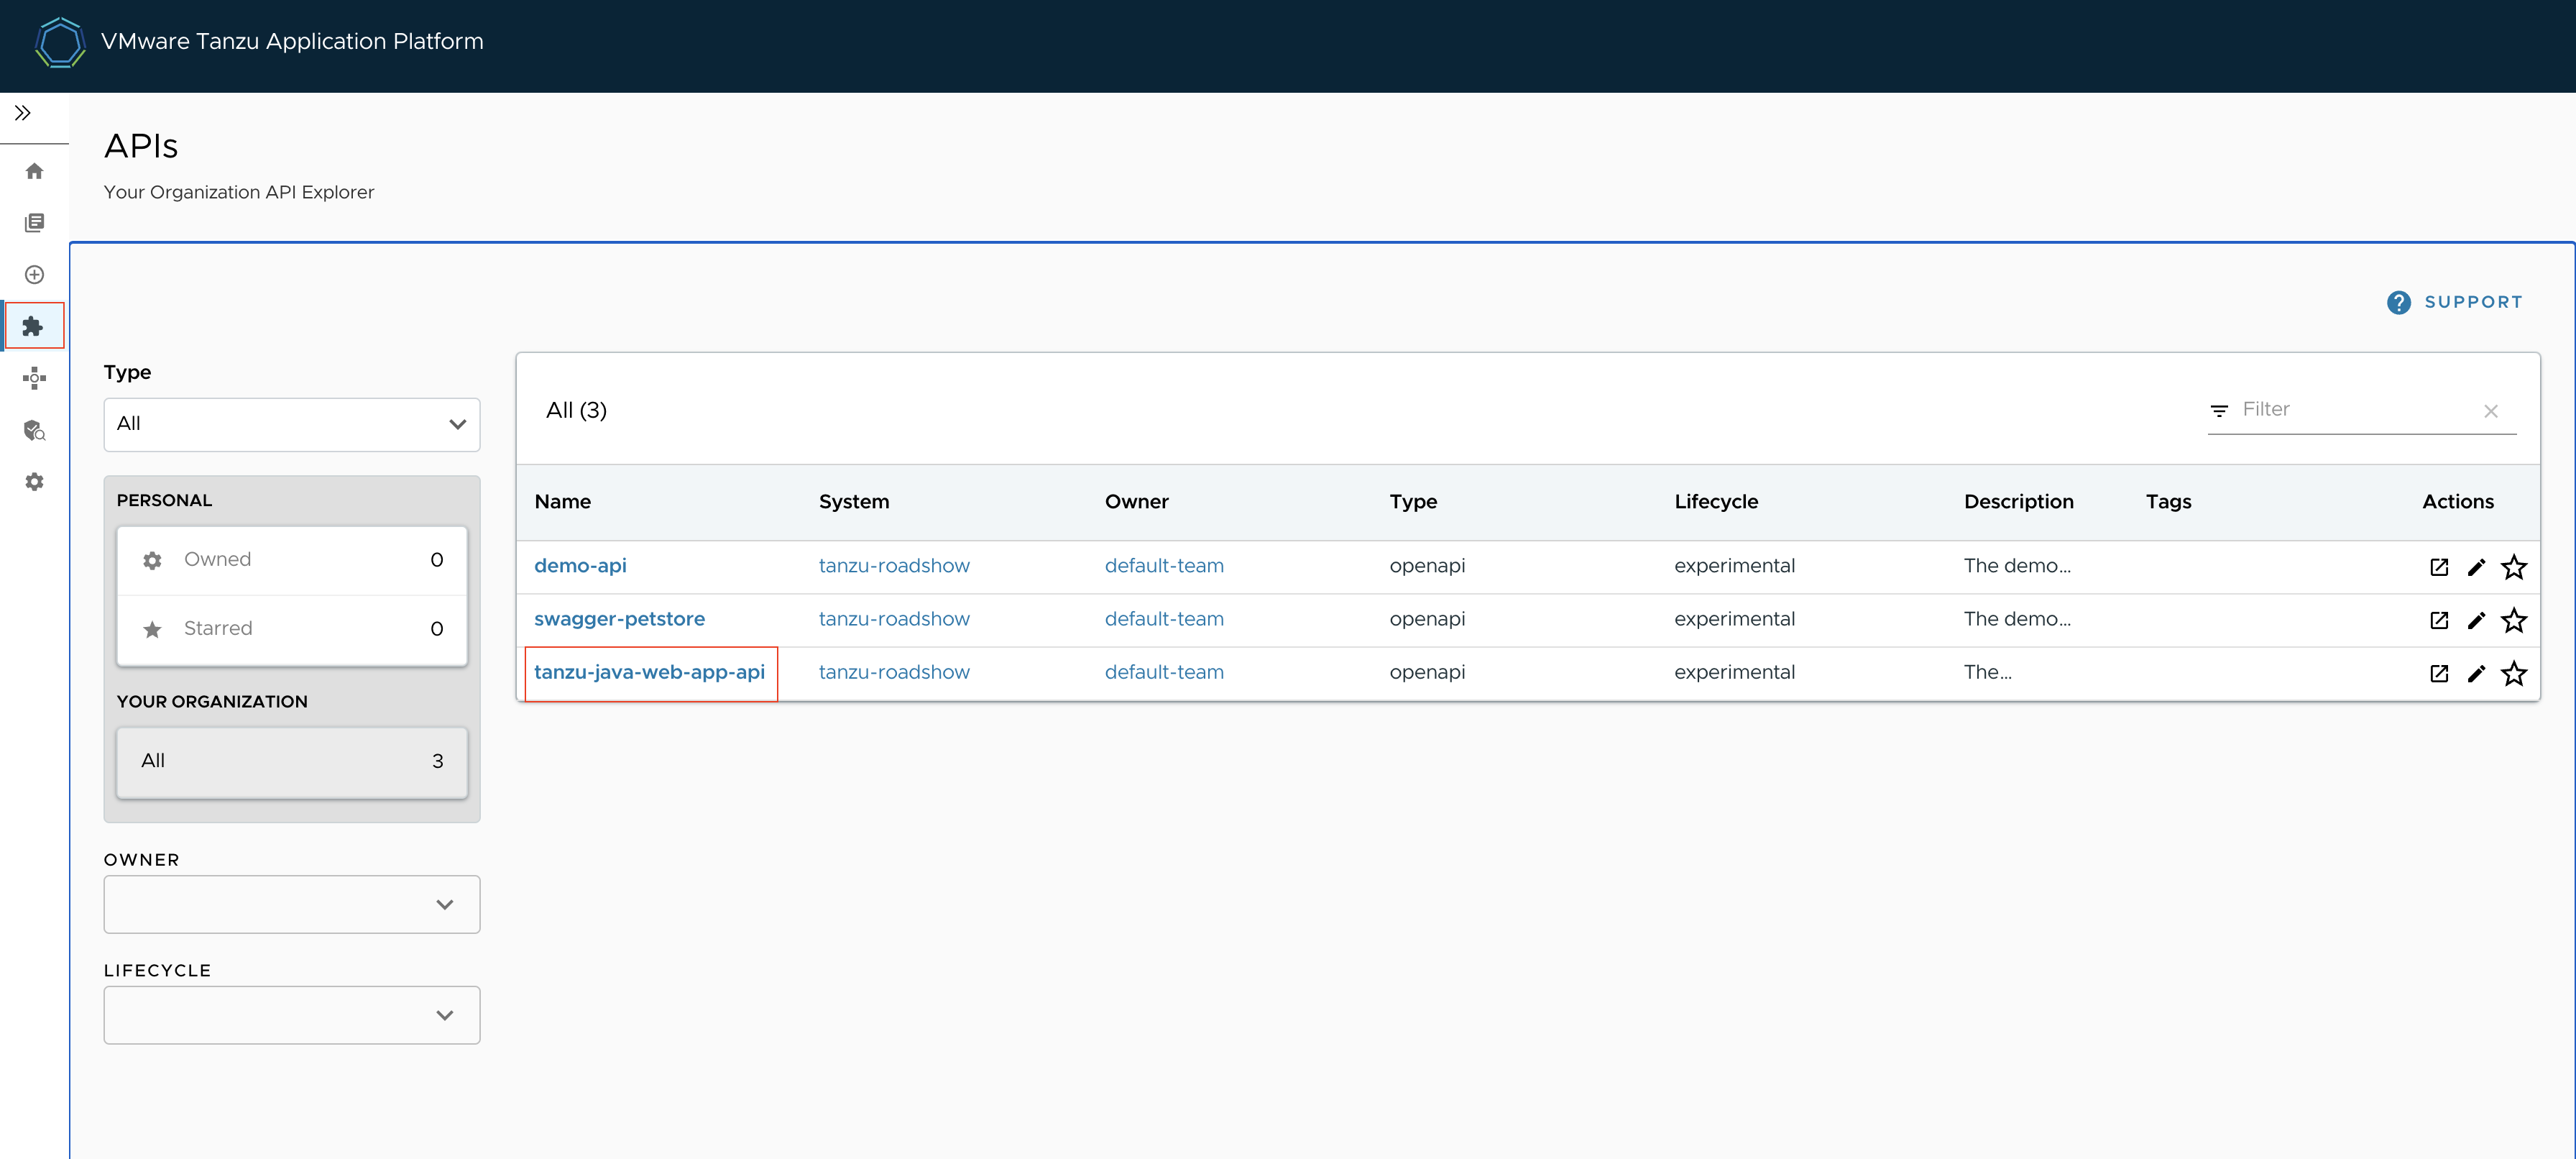 VMware Tanzu Application Platform
APIs
Your Organization API Explorer
SUPPORT
Type
All
PERSONAL
Owned 0
Starred 0
YOUR ORGANIZATION
All 3
OWNER
LIFECYCLE
All (3)
Filter
Name System Owner Type Lifecycle Description Tags Actions
demo-api tanzu-roadshow default-team openapi experimental The demo...
swagger-petstore tanzu-roadshow default-team openapi experimental The demo...
tanzu-java-web-app-api tanzu-roadshow default-team openapi experimental The...